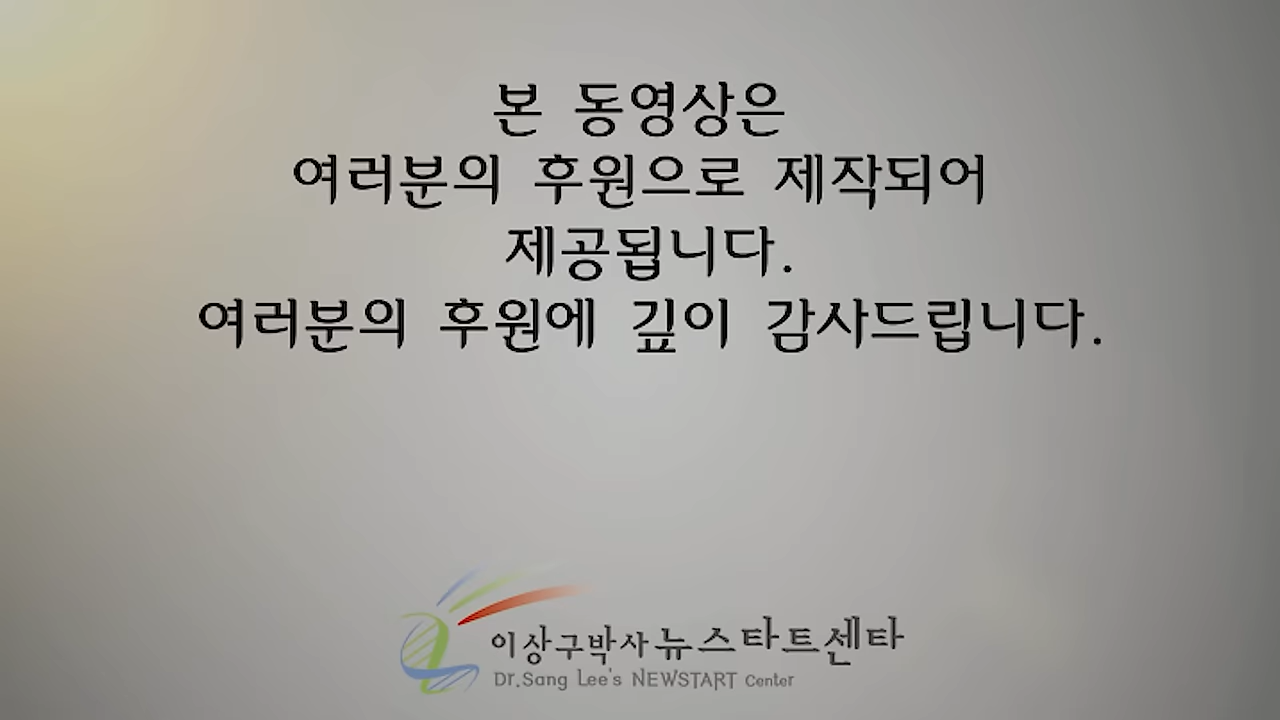 본 동영상은
여러분의 후원으로 제작되어
제공됩니다.
여러분의 후원에 깊이 감사드립니다.
이상구박사 뉴스타트센타
Dr.Sang Lee's NEWSTART Center